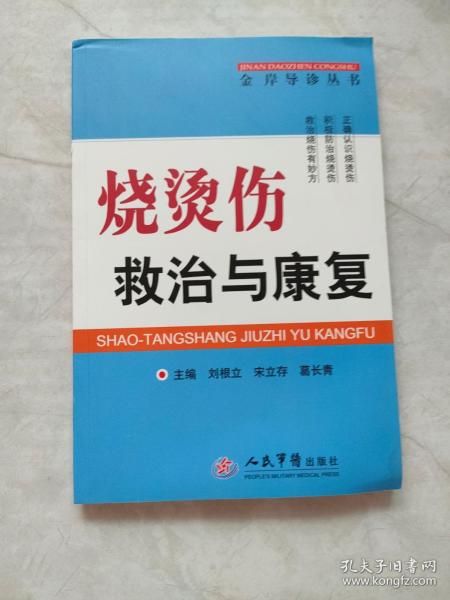 JINAN DAOZHEN CONGSHU
金岸导诊丛书
正确认识烧烫伤
积极防治烧烫伤
救治烧伤有妙方
烧烫伤
救治与康复
SHAO-TANGSHANG JIUZHI YU KANGFU
主编 刘根立 宋立存 葛长青
人民军医出版社
PEOPLE'S MILITARY MEDICAL PRESS
孔夫子旧书网
www.kongfz.com